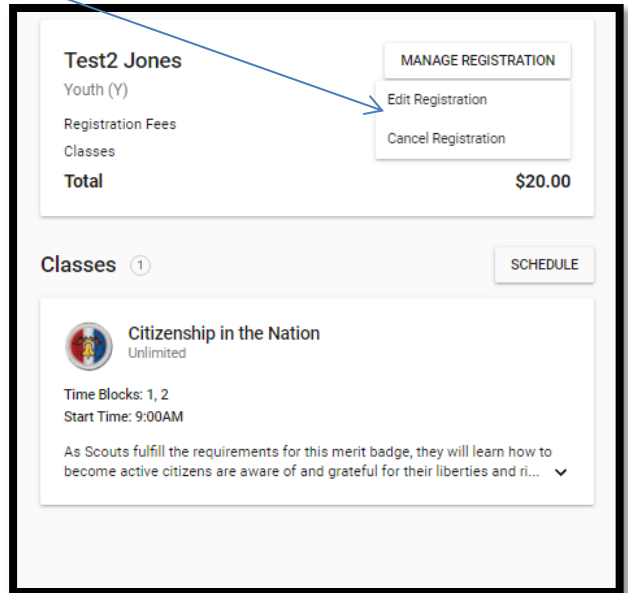 Test2 Jones
MANAGE REGISTRATION
Youth (Y)
Edit Registration
Registration Fees
Cancel Registration
Classes
Total $20.00
Classes 1
SCHEDULE
Citizenship in the Nation
Unlimited
Time Blocks: 1, 2
Start Time: 9:00AM
As Scouts fulfill the requirements for this merit badge, they will learn how to
become active citizens are aware of and grateful for their liberties and ri...